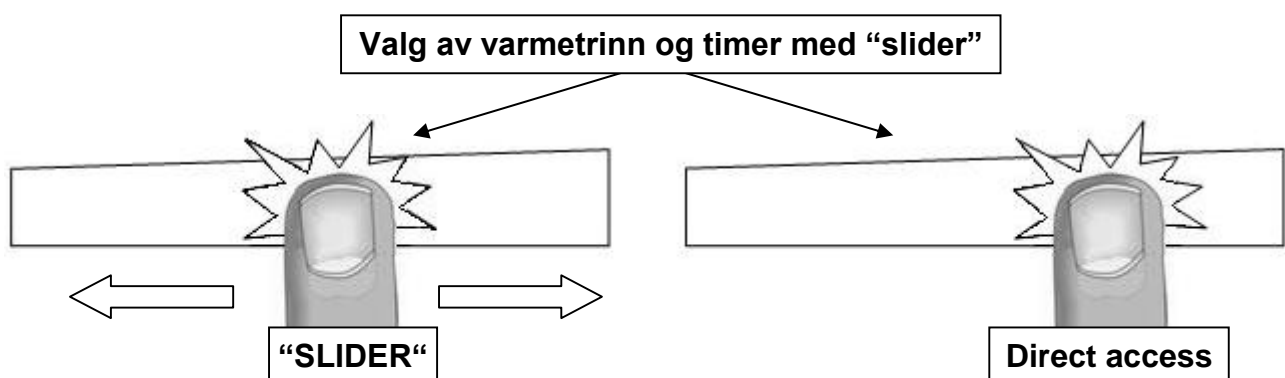 Valg av varmetrinn og timer med “slider”
“SLIDER“
Direct access